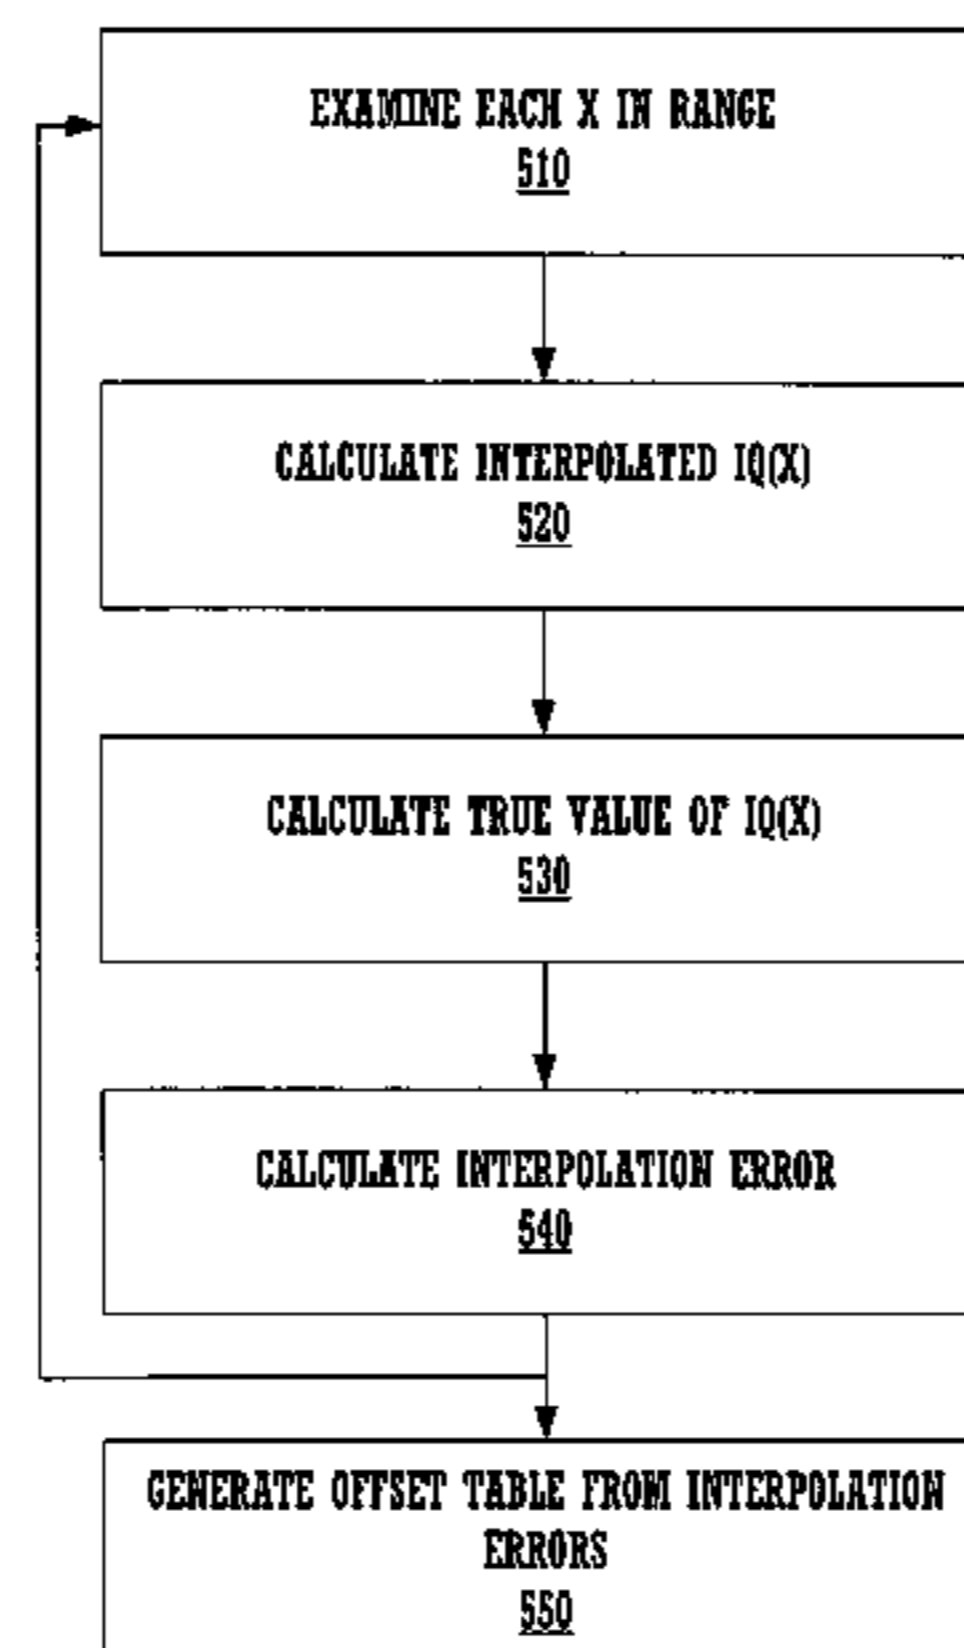 EXAMINE EACH X IN RANGE
510
CALCULATE INTERPOLATED IQ(X)
520
CALCULATE TRUE VALUE OF IQ(X)
530
CALCULATE INTERPOLATION ERROR
540
GENERATE OFFSET TABLE FROM INTERPOLATION
ERRORS
550